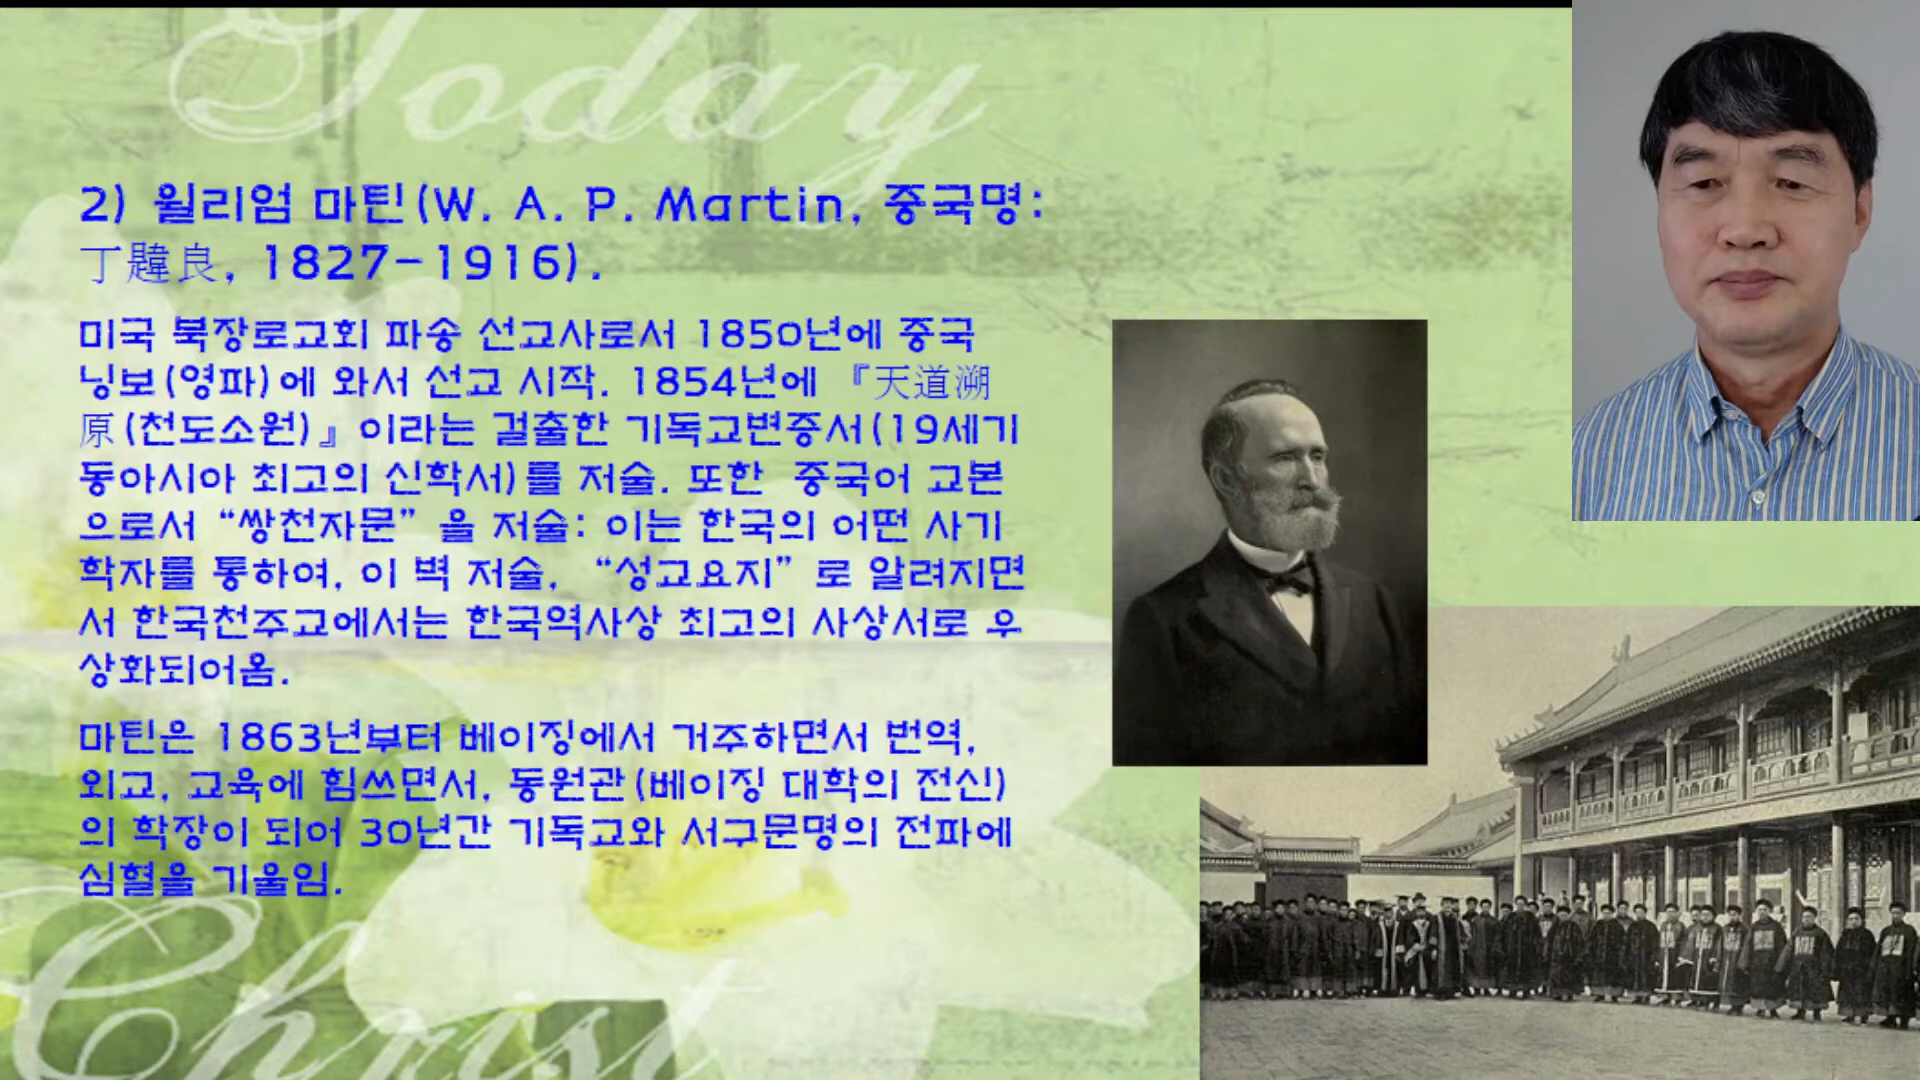 Today
2) 윌리엄 마틴(W. A. P. Martin, 중국명:
丁韙良, 1827-1916).
미국 북장로교회 파송 선교사로서 1850년에 중국
닝보(영파)에 와서 선교 시작. 1854년에 『天道溯
原(천도소원)』이라는 걸출한 기독교변증서(19세기
동아시아 최고의 신학서)를 저술. 또한 중국어 교본
으로서 “쌍천자문”을 저술: 이는 한국의 어떤 사기
학자를 통하여, 이 벽 저술, “성교요지”로 알려지면
서 한국천주교에서는 한국역사상 최고의 사상서로 우
상화되어옴.
마틴은 1863년부터 베이징에서 거주하면서 번역,
외교, 교육에 힘쓰면서, 동원관(베이징 대학의 전신)
의 학장이 되어 30년간 기독교와 서구문명의 전파에
심혈을 기울임.
Christ